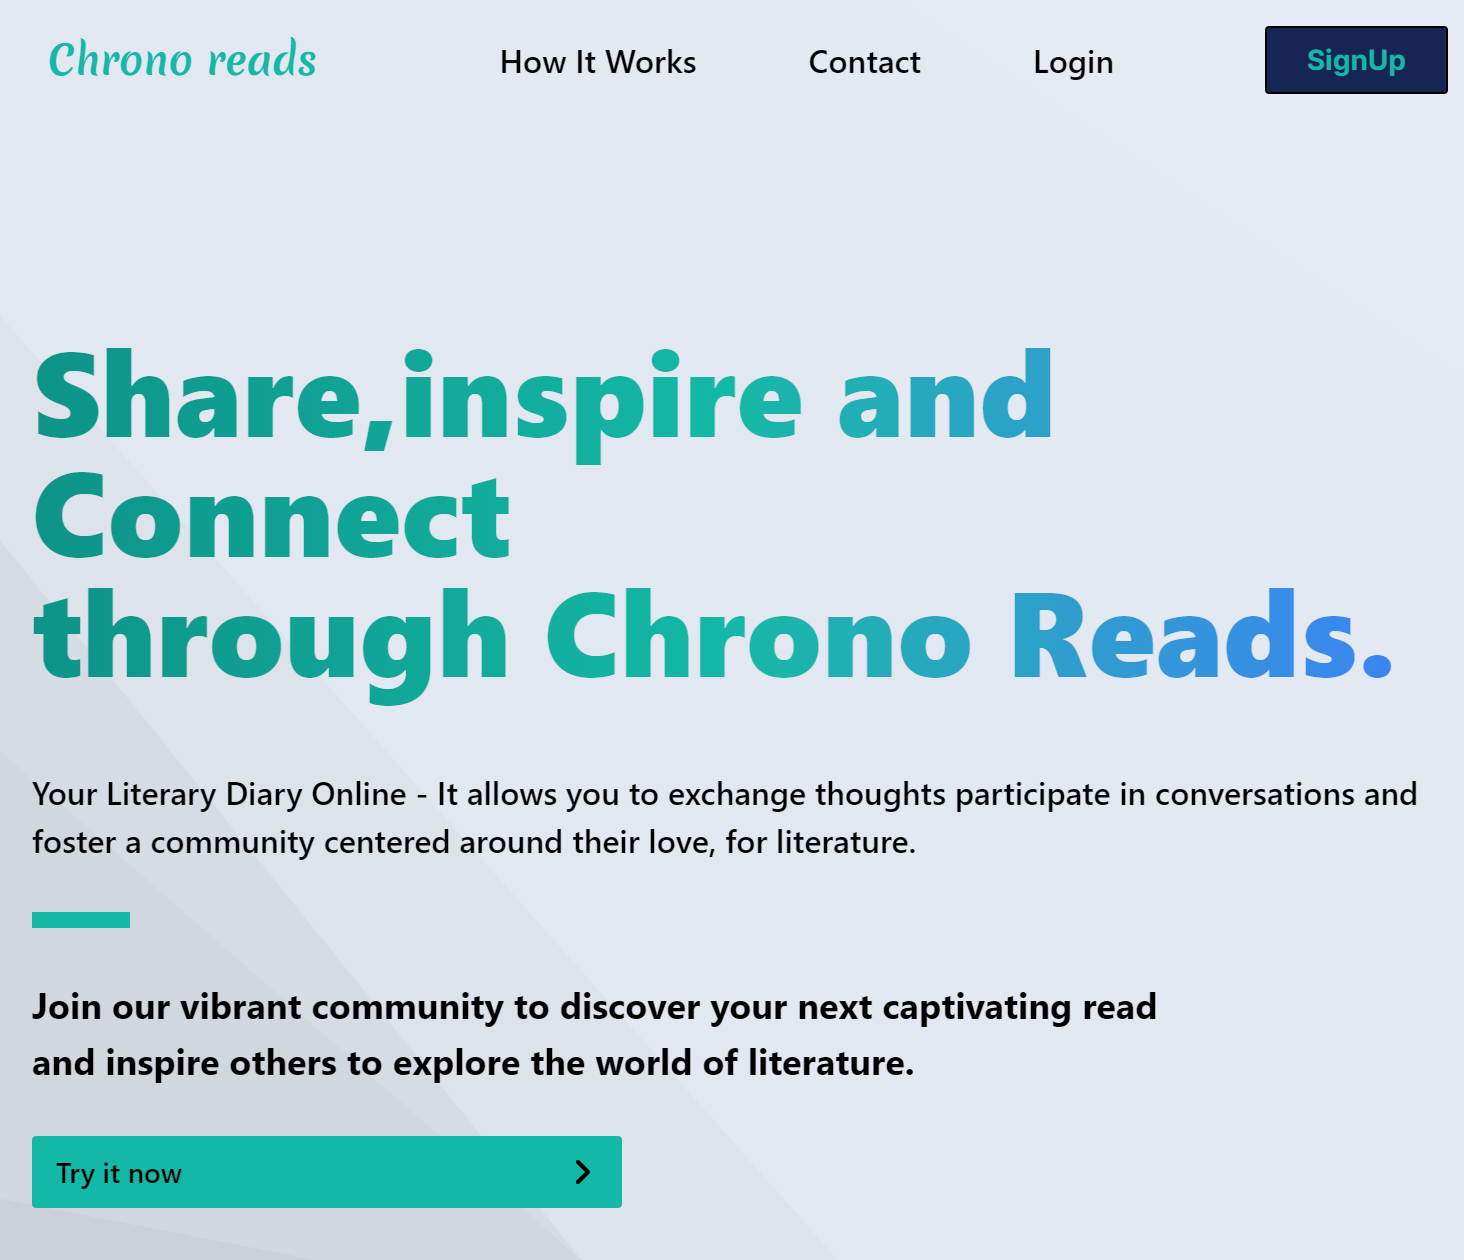 Chrono reads
How It Works
Contact
Login
SignUp
Share,inspire and
Connect
through Chrono Reads.
Your Literary Diary Online - It allows you to exchange thoughts participate in conversations and
foster a community centered around their love, for literature.
Join our vibrant community to discover your next captivating read
and inspire others to explore the world of literature.
Try it now